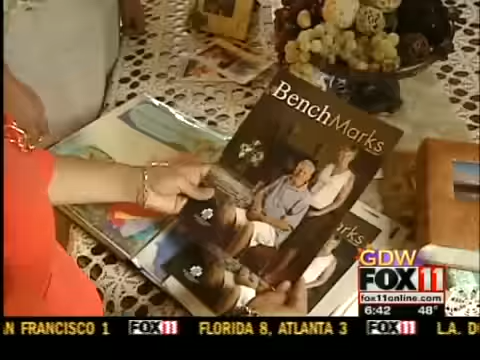 BenchMarks
arks
GDW
FOX 11
fox11online.com
6:42 48°
N FRANCISCO 1 FOX 11 FLORIDA 8, ATLANTA 3 FOX 11 L.A. D